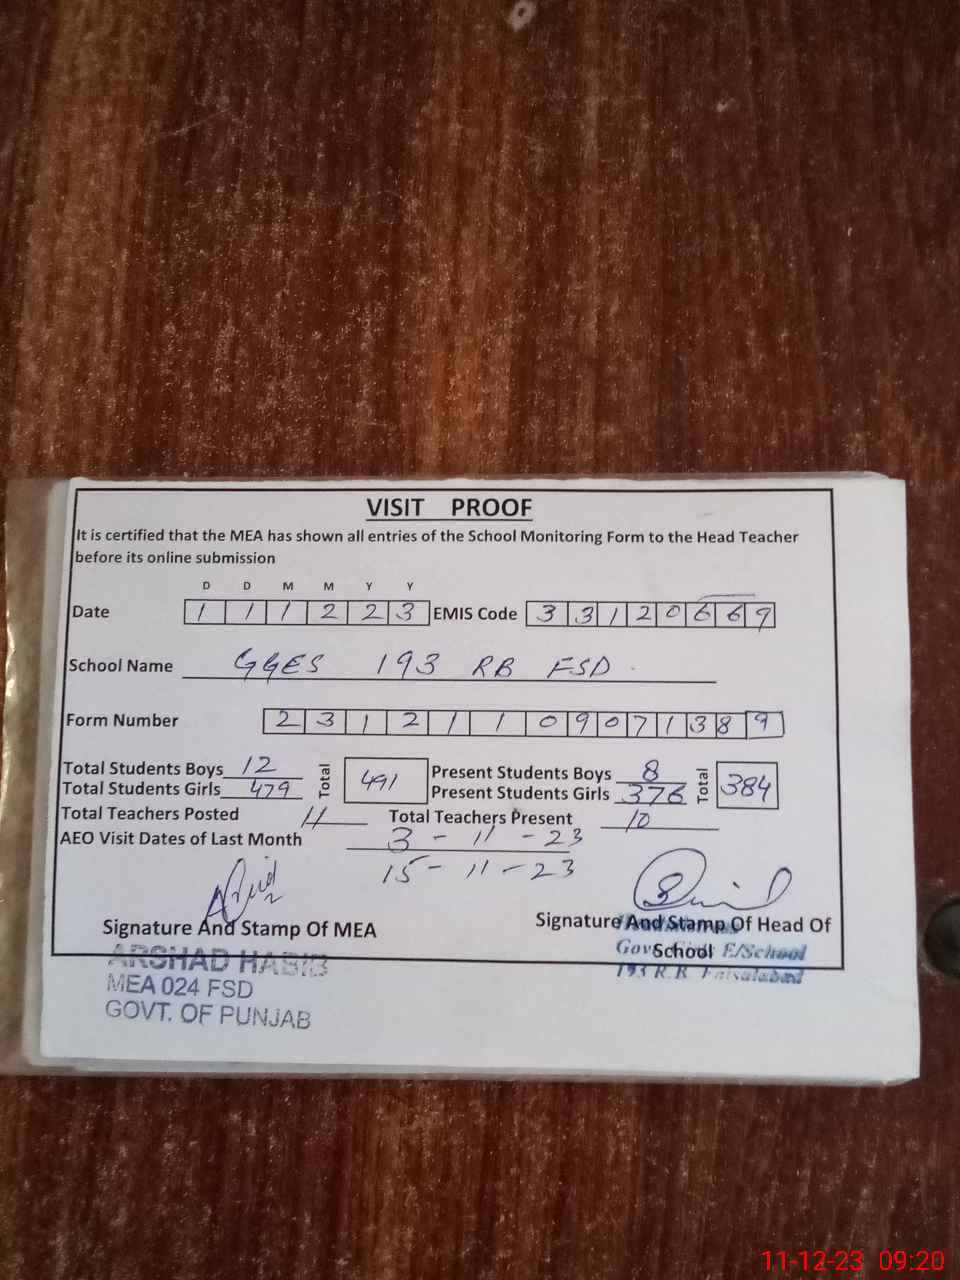 VISIT PROOF
It is certified that the MEA has shown all entries of the School Monitoring Form to the Head Teacher
before its online submission
D D M M Y Y
Date 1 1 1 2 2 3 EMIS Code 3 3 1 2 0 6 6 9
School Name GGES 193 RB FSD
Form Number 2 3 1 2 1 1 0 9 0 7 1 3 8 9
Total Students Boys 12 Total 491 Present Students Boys 8 Total 384
Total Students Girls 479 Present Students Girls 376
Total Teachers Posted 11 Total Teachers Present 10
AEO Visit Dates of Last Month 3 - 11 - 23
15 - 11 - 23
Signature And Stamp Of MEA Signature And Stamp Of Head Of
School
ARSHAD HABIB
MEA 024 FSD
GOVT. OF PUNJAB
E/School
193 R.B. Faisalabad
11-12-23 09:20